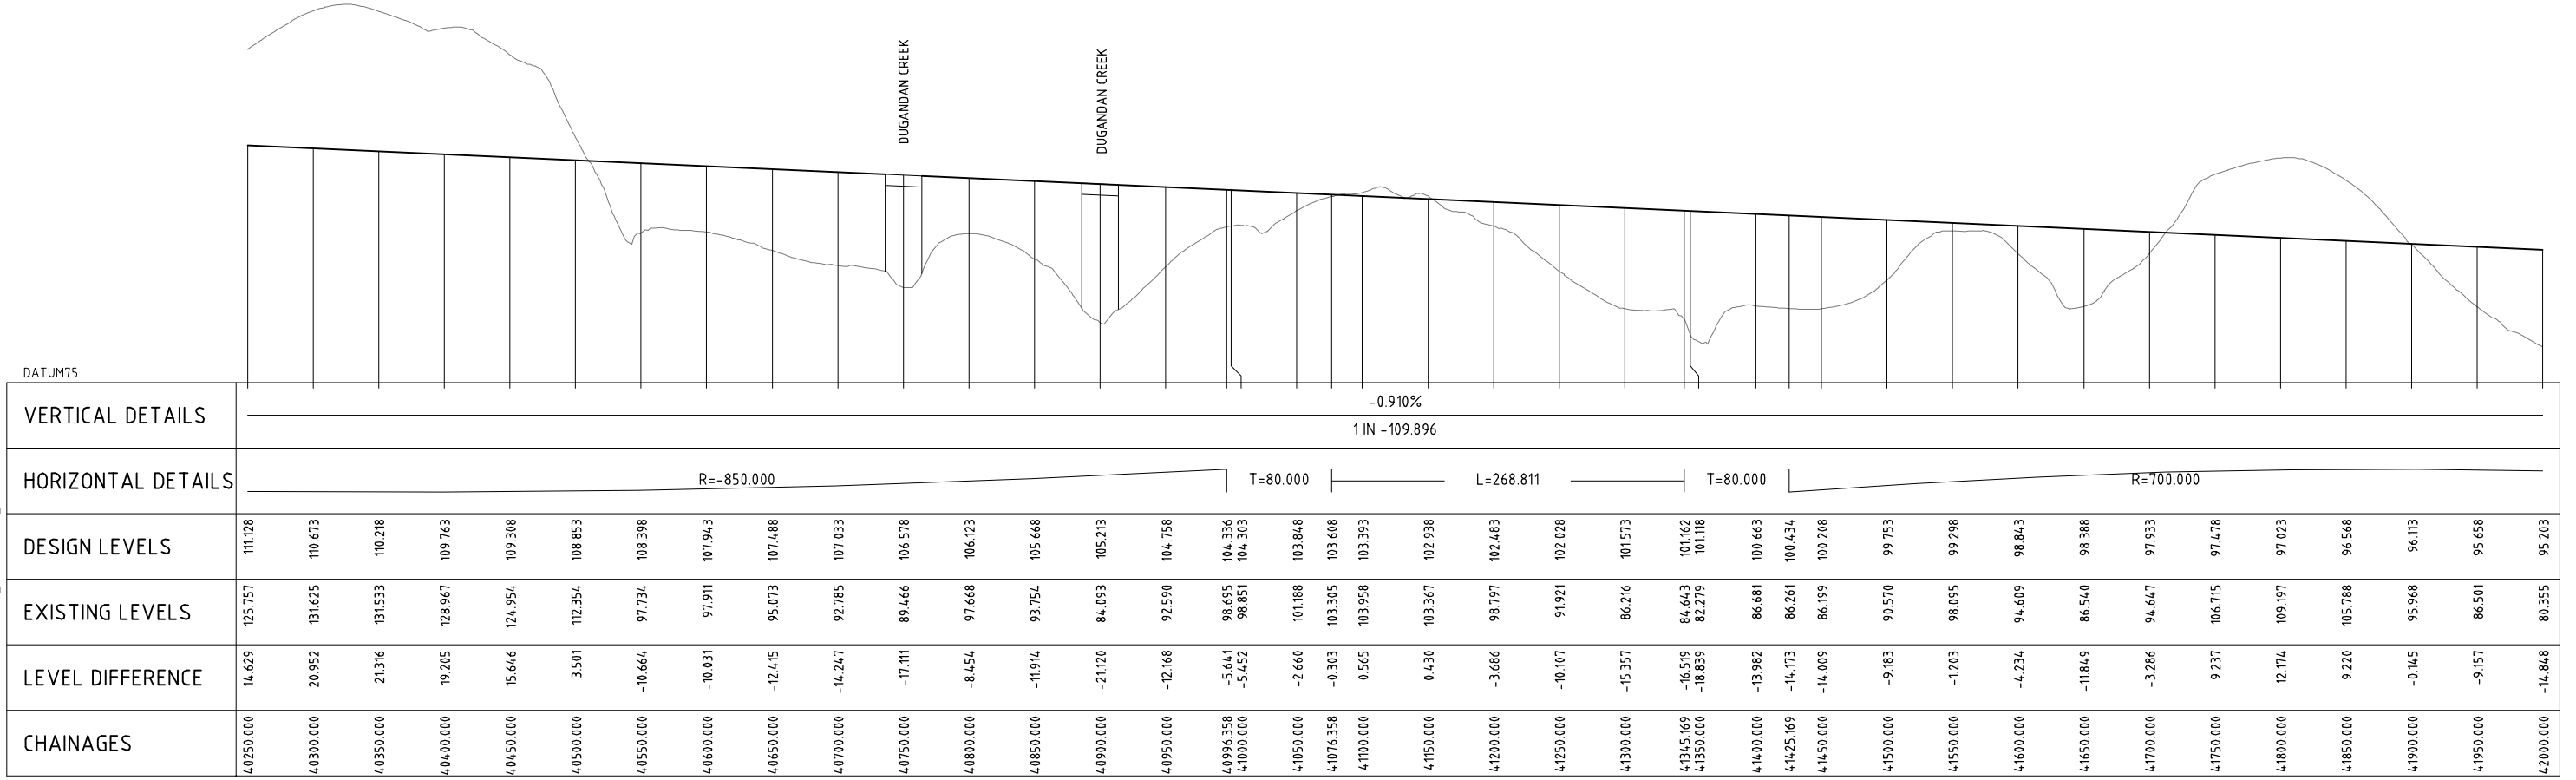 DUGANDAN CREEK
DUGANDAN CREEK
DATUM75
VERTICAL DETAILS
-0.910%
1 IN -109.896
HORIZONTAL DETAILS
R=-850.000 T=80.000 L=268.811 T=80.000 R=700.000
DESIGN LEVELS 111.128 110.673 110.218 109.763 109.308 108.853 108.398 107.943 107.488 107.033 106.578 106.123 105.668 105.213 104.758 104.336 104.303 103.848 103.608 103.393 102.938 102.483 102.028 101.573 101.162 101.118 100.663 100.434 100.208 99.753 99.298 98.843 98.388 97.933 97.478 97.023 96.568 96.113 95.658 95.203
EXISTING LEVELS 125.757 131.625 131.533 128.967 124.954 112.354 97.734 97.911 95.073 92.785 89.466 97.668 93.754 84.093 92.590 98.695 98.851 101.188 103.305 103.958 103.367 98.797 91.921 86.216 84.643 82.279 86.681 86.261 86.199 90.570 98.095 94.609 86.540 94.647 106.715 109.197 105.788 95.968 86.501 80.355
LEVEL DIFFERENCE 14.629 20.952 21.316 19.205 15.646 3.501 -10.664 -10.031 -12.415 -14.247 -17.111 -8.454 -11.914 -21.120 -12.168 -5.641 -5.452 -2.660 -0.303 0.565 0.430 -3.686 -10.107 -15.357 -16.519 -18.839 -13.982 -14.173 -14.009 -9.183 -1.203 -4.234 -11.849 -3.286 9.237 12.174 9.220 -0.145 -9.157 -14.848
CHAINAGES 40250.000 40300.000 40350.000 40400.000 40450.000 40500.000 40550.000 40600.000 40650.000 40700.000 40750.000 40800.000 40850.000 40900.000 40950.000 40996.358 41000.000 41050.000 41076.358 41100.000 41150.000 41200.000 41250.000 41300.000 41345.169 41350.000 41400.000 41425.169 41450.000 41500.000 41550.000 41600.000 41650.000 41700.000 41750.000 41800.000 41850.000 41900.000 41950.000 42000.000